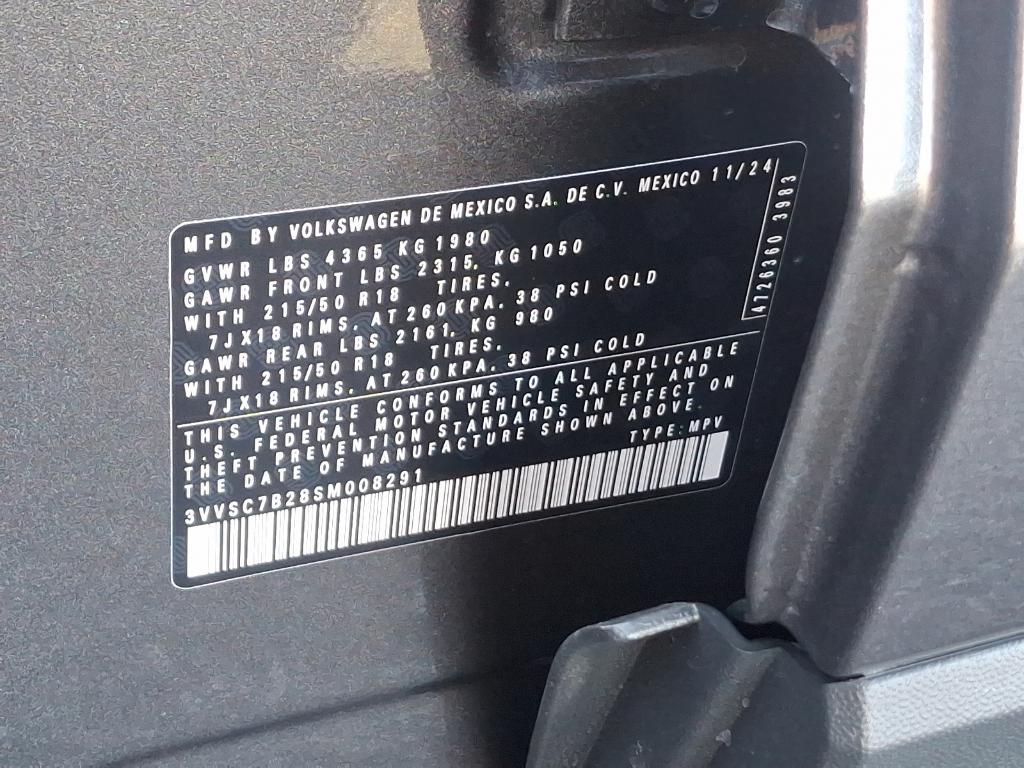 MFD BY VOLKSWAGEN DE MEXICO S.A. DE C.V. MEXICO 11/24
GVWR LBS 4365 KG 1980
GAWR FRONT LBS 2315, KG 1050
WITH 215/50 R18 TIRES,
7JX18 RIMS, AT 260 KPA, 38 PSI COLD
GAWR REAR LBS 2161, KG 980
WITH 215/50 R18 TIRES,
7JX18 RIMS, AT 260 KPA, 38 PSI COLD
4726360 3983
THIS VEHICLE CONFORMS TO ALL APPLICABLE
U.S. FEDERAL MOTOR VEHICLE SAFETY AND
THEFT PREVENTION STANDARDS IN EFFECT ON
THE DATE OF MANUFACTURE SHOWN ABOVE.
3VVSC7B28SM008291 TYPE: MPV